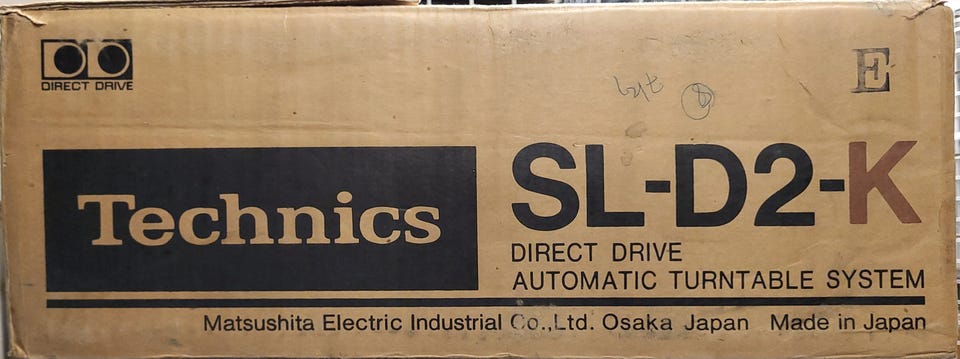 DIRECT DRIVE
E
8
Technics
SL-D2-K
DIRECT DRIVE
AUTOMATIC TURNTABLE SYSTEM
Matsushita Electric Industrial Co.,Ltd. Osaka Japan Made in Japan